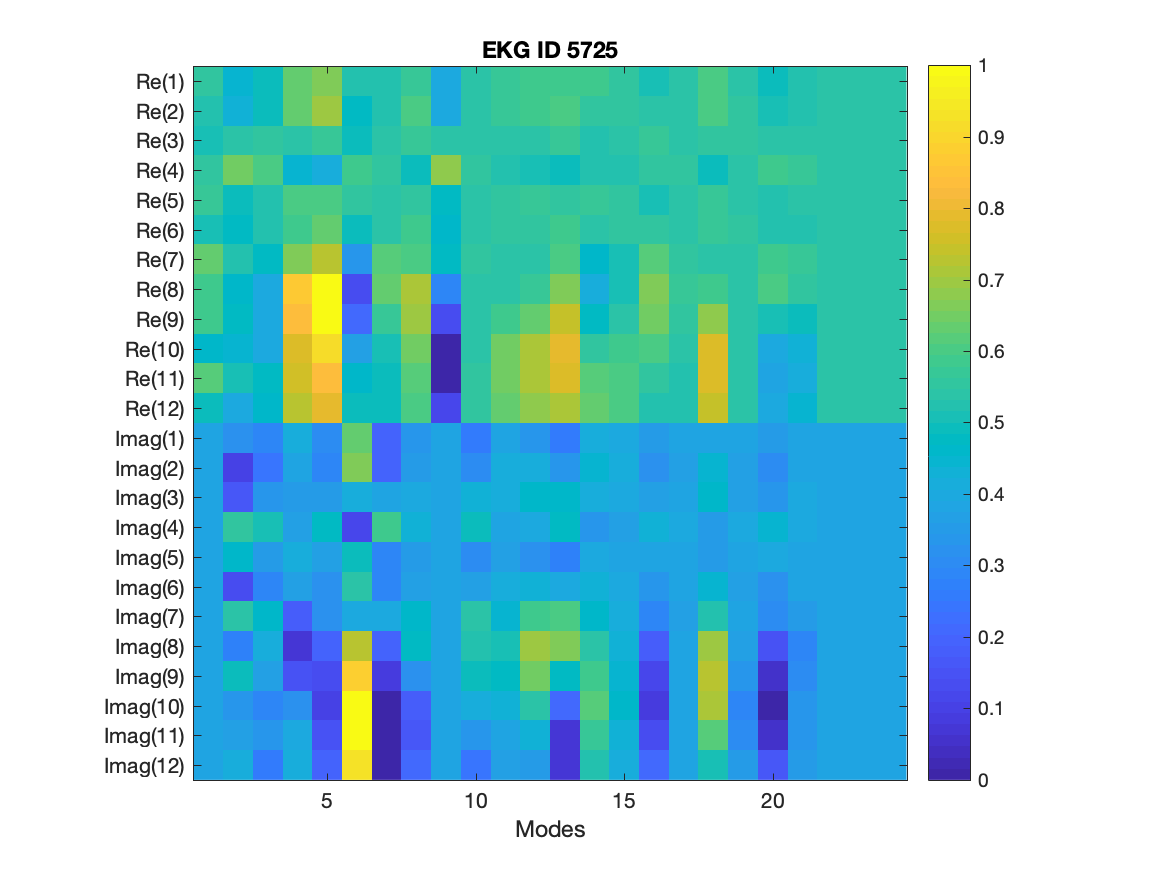 EKG ID 5725
Re(1)
Re(2)
Re(3)
Re(4)
Re(5)
Re(6)
Re(7)
Re(8)
Re(9)
Re(10)
Re(11)
Re(12)
Imag(1)
Imag(2)
Imag(3)
Imag(4)
Imag(5)
Imag(6)
Imag(7)
Imag(8)
Imag(9)
Imag(10)
Imag(11)
Imag(12)
5 10 15 20
Modes
1
0.9
0.8
0.7
0.6
0.5
0.4
0.3
0.2
0.1
0